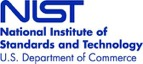 NIST
National Institute of
Standards and Technology
U.S. Department of Commerce